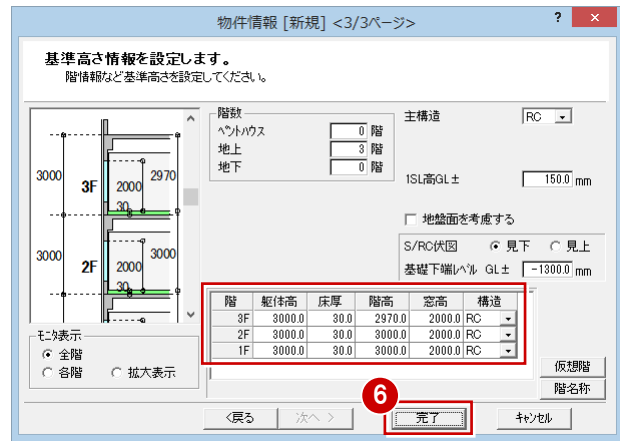 物件情報 [新規] <3/3ページ>
? ×
基準高さ情報を設定します。
階情報など基準高さを設定してください。
3000 3F 2000 2970
30
3000 2F 2000 3000
30
モニタ表示
全階
各階 拡大表示
階数
ペントハウス 0 階
地上 3 階
地下 0 階
主構造 RC
1SL高GL± 150.0 mm
地盤面を考慮する
S/RC伏図 見下 見上
基礎下端レベル GL± -1300.0 mm
階 躯体高 床厚 階高 窓高 構造
3F 3000.0 30.0 2970.0 2000.0 RC
2F 3000.0 30.0 3000.0 2000.0 RC
1F 3000.0 30.0 3000.0 2000.0 RC
仮想階
階名称
6
<戻る 次へ > 完了 キャンセル